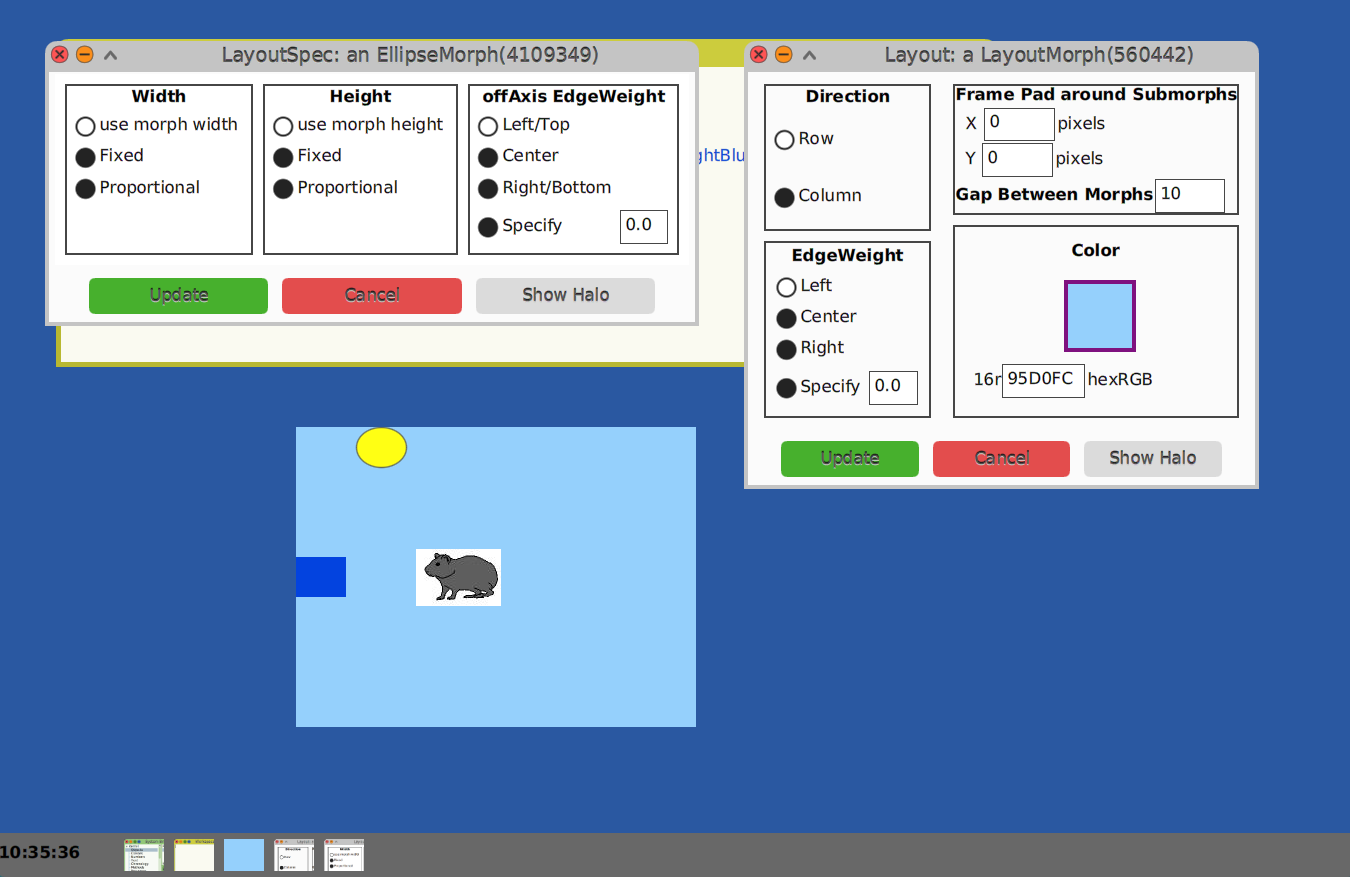 LayoutSpec: an EllipseMorph(4109349)
Width
use morph width
Fixed
Proportional
Height
use morph height
Fixed
Proportional
offAxis EdgeWeight
Left/Top
Center
Right/Bottom
Specify 0.0
Update Cancel Show Halo
Layout: a LayoutMorph(560442)
Direction
Row
Column
Frame Pad around Submorphs
X 0 pixels
Y 0 pixels
Gap Between Morphs 10
EdgeWeight
Left
Center
Right
Specify 0.0
Color
16r 95D0FC hexRGB
Update Cancel Show Halo
10:35:36